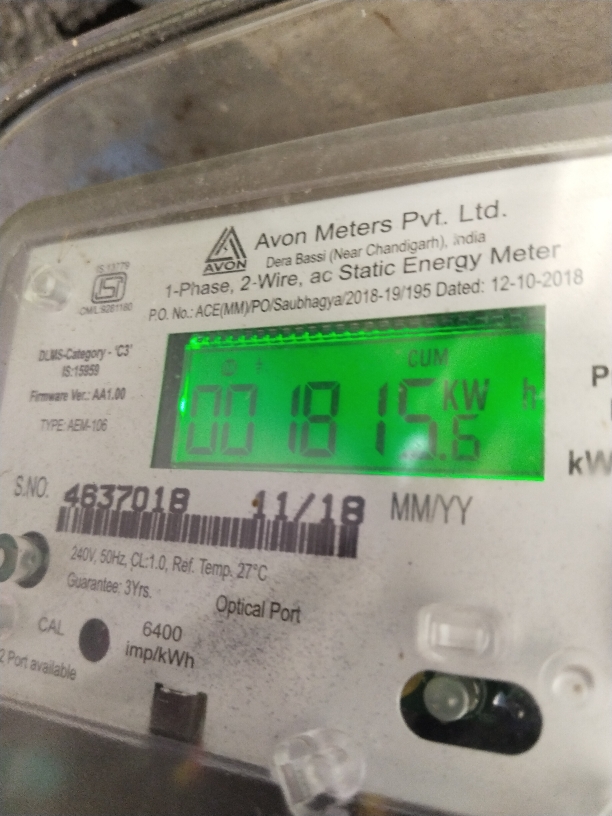 Avon Meters Pvt. Ltd.
Dera Bassi (Near Chandigarh), India
AVON
1-Phase, 2-Wire, ac Static Energy Meter
P.O. No.: ACE(MM)/PO/Saubhagya/2018-19/195 Dated: 12-10-2018
IS 13779
CM/L:9281160
DLMS-Category - 'C3'
IS:15959
Firmware Ver.: AA1.00
TYPE: AEM-106
CUM
001815.6 KW h
P
kW
S.NO. 4637018 11/18 MM/YY
240V, 50Hz, CL:1.0, Ref. Temp. 27°C
Guarantee: 3Yrs.
Optical Port
CAL
6400
imp/kWh
2 Port available